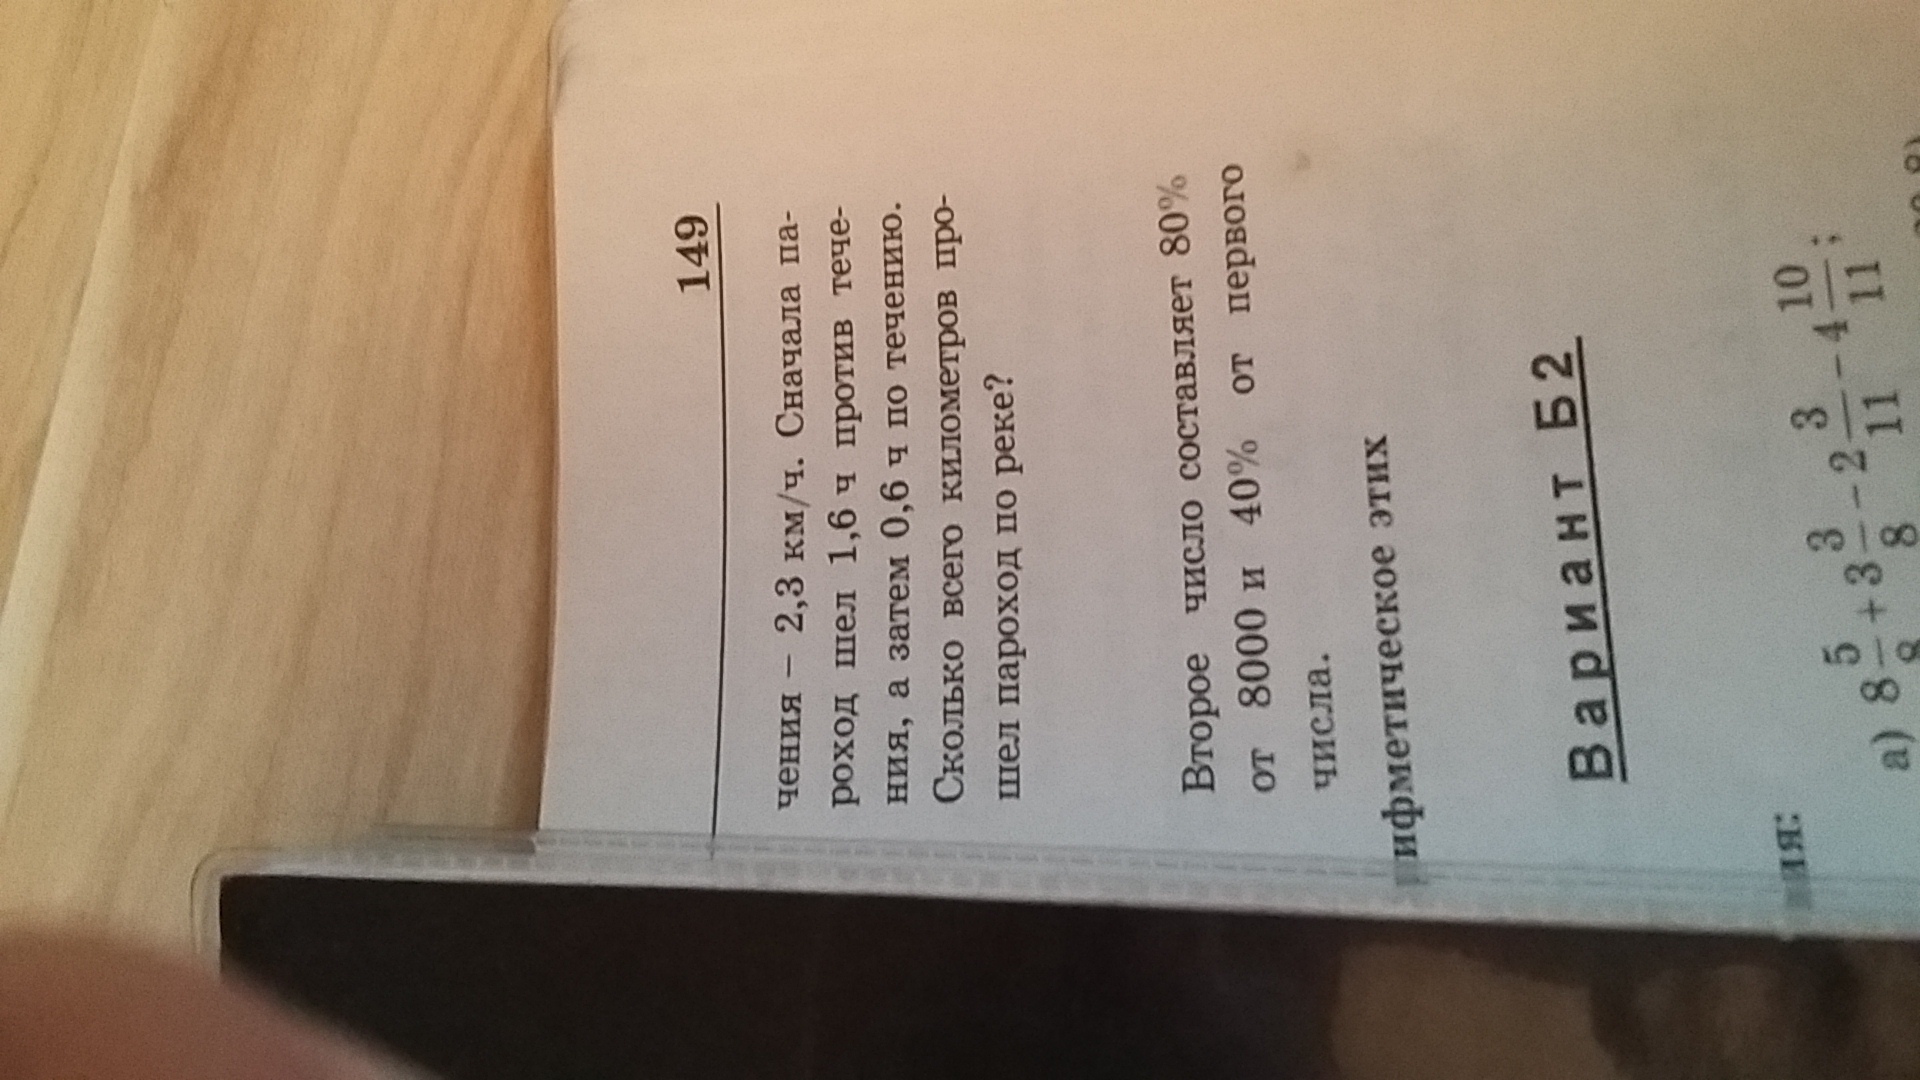 149
чения – 2,3 км/ч. Сначала па-
роход шел 1,6 ч против тече-
ния, а затем 0,6 ч по течению.
Сколько всего километров про-
шел пароход по реке?
Второе число составляет 80%
от 8000 и 40% от первого
числа.
ифметическое этих
Вариант Б2
ия:
а) 8 5/8 + 3 3/8 – 2 3/11 – 4 10/11;